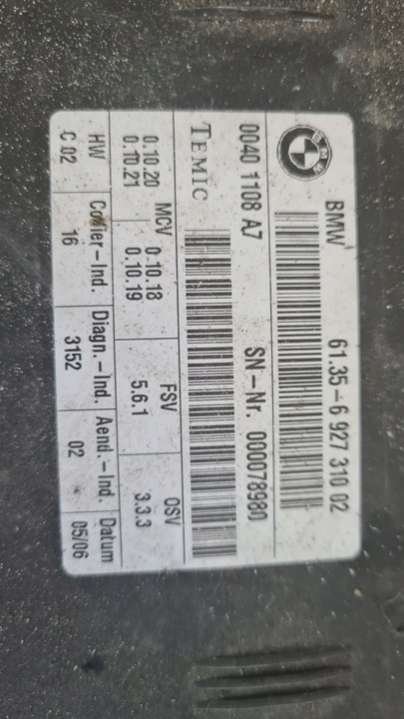 BMW 61.35-6 927 310 02
0040 1108 A7 SN-Nr. 000078980
TEMIC
MCV FSV OSV
0.10.20 0.10.18 5.6.1 3.3.3
0.10.21 0.10.19
HW Codier-Ind. Diagn.-Ind. Aend.-Ind. Datum
C 02 16 3152 02 05/06